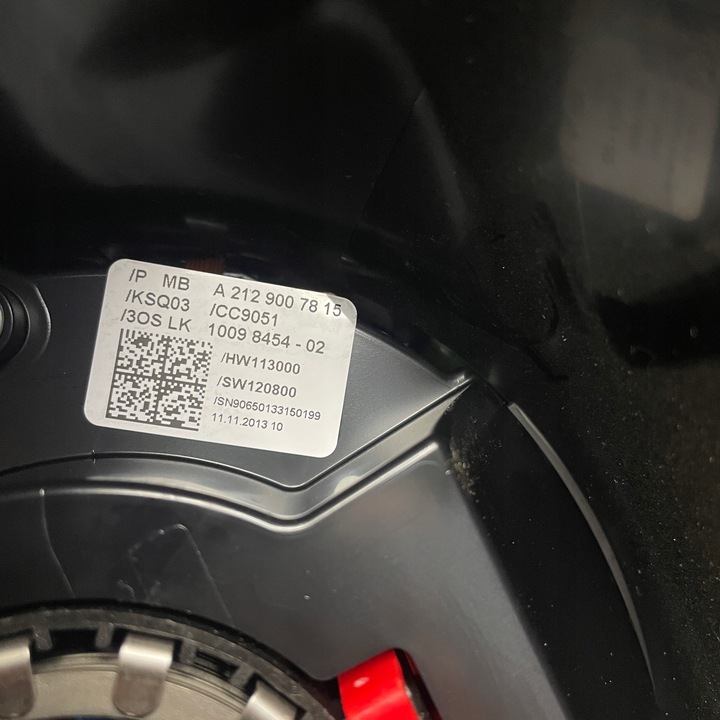 /P MB A 212 900 78 15
/KSQ03 /CC9051
/3OS LK 1009 8454 - 02
/HW113000
/SW120800
/SN90650133150199
11.11.2013 10